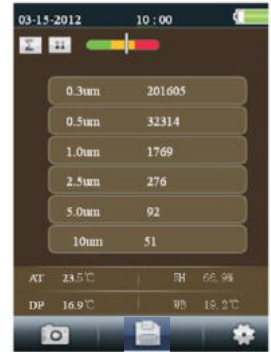 03-15-2012 10:00
Σ
0.3um 201605
0.5um 32314
1.0um 1769
2.5um 276
5.0um 92
10um 51
AT 23.5℃ RH 66.9%
DP 16.9℃ WB 19.2℃